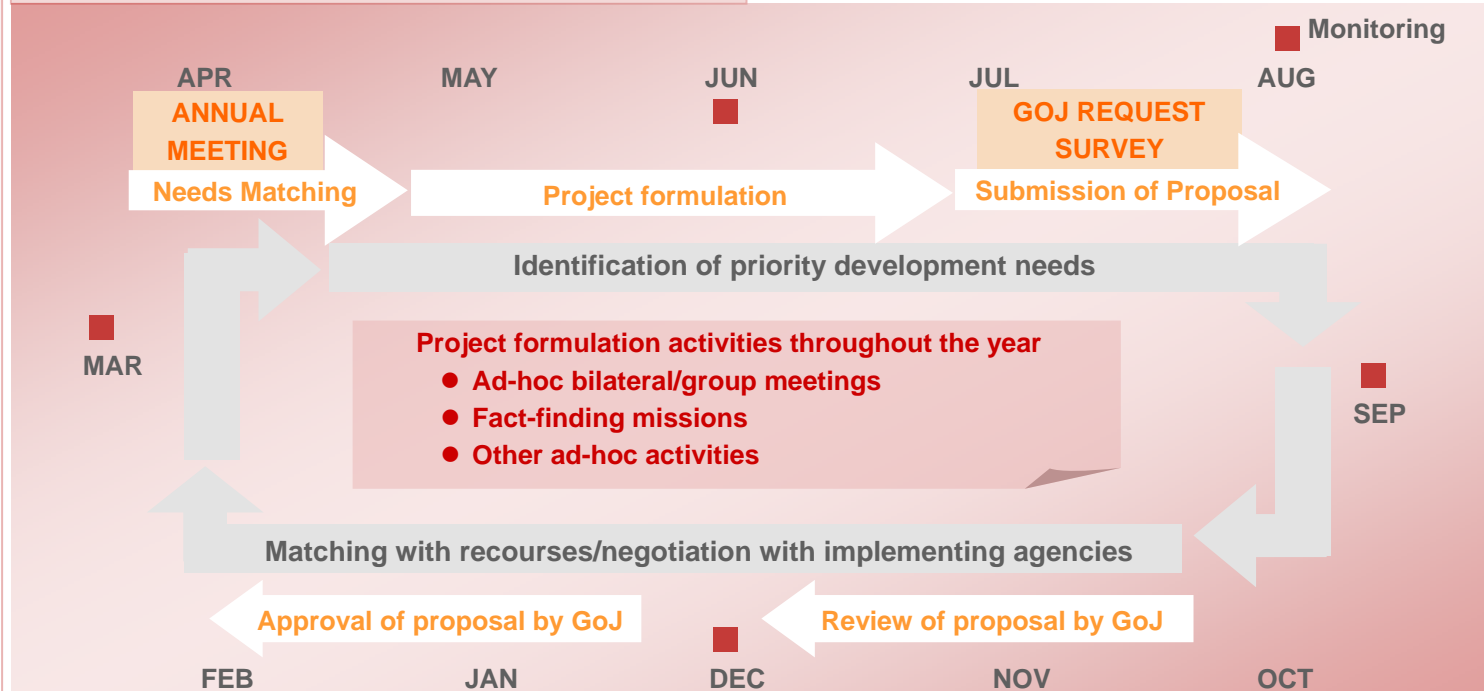 Monitoring
APR MAY JUN JUL AUG
ANNUAL
MEETING
GOJ REQUEST
SURVEY
Needs Matching
Project formulation
Submission of Proposal
Identification of priority development needs
MAR
Project formulation activities throughout the year
● Ad-hoc bilateral/group meetings
● Fact-finding missions
● Other ad-hoc activities
SEP
Matching with recourses/negotiation with implementing agencies
Approval of proposal by GoJ
Review of proposal by GoJ
FEB JAN DEC NOV OCT